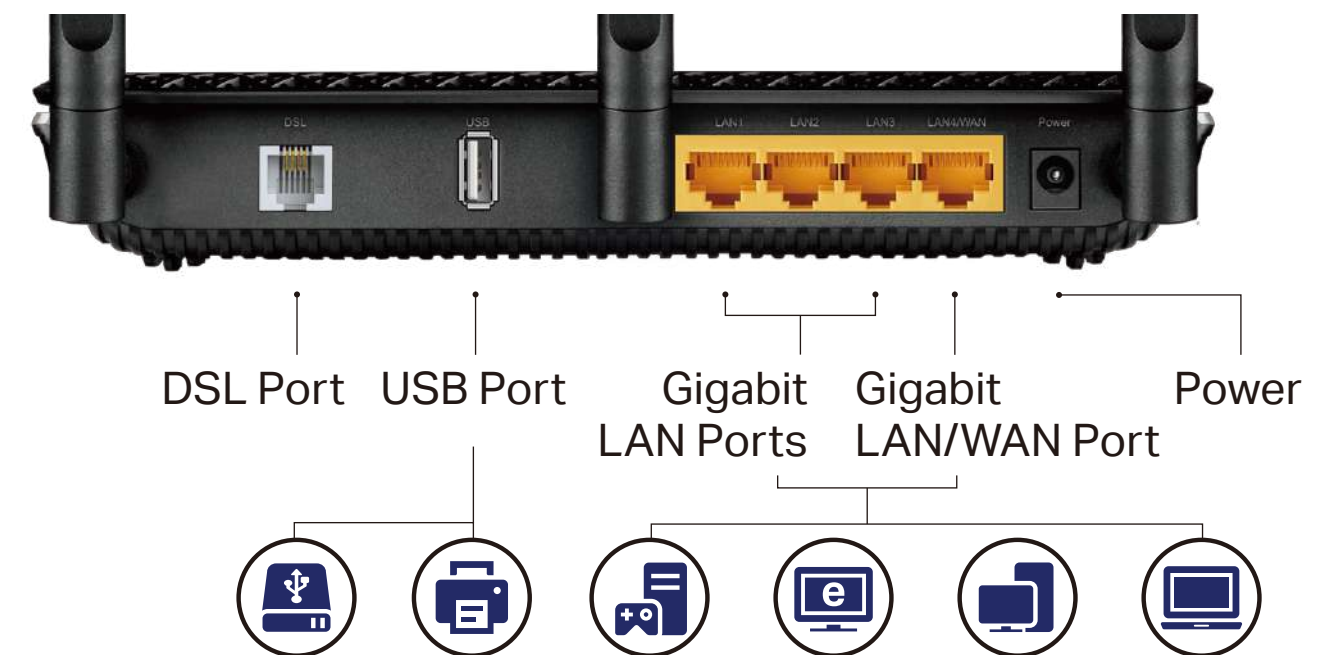 DSL
USB
LAN1 LAN2 LAN3 LAN4/WAN
Power
DSL Port
USB Port
Gigabit
LAN Ports
Gigabit
LAN/WAN Port
Power
e